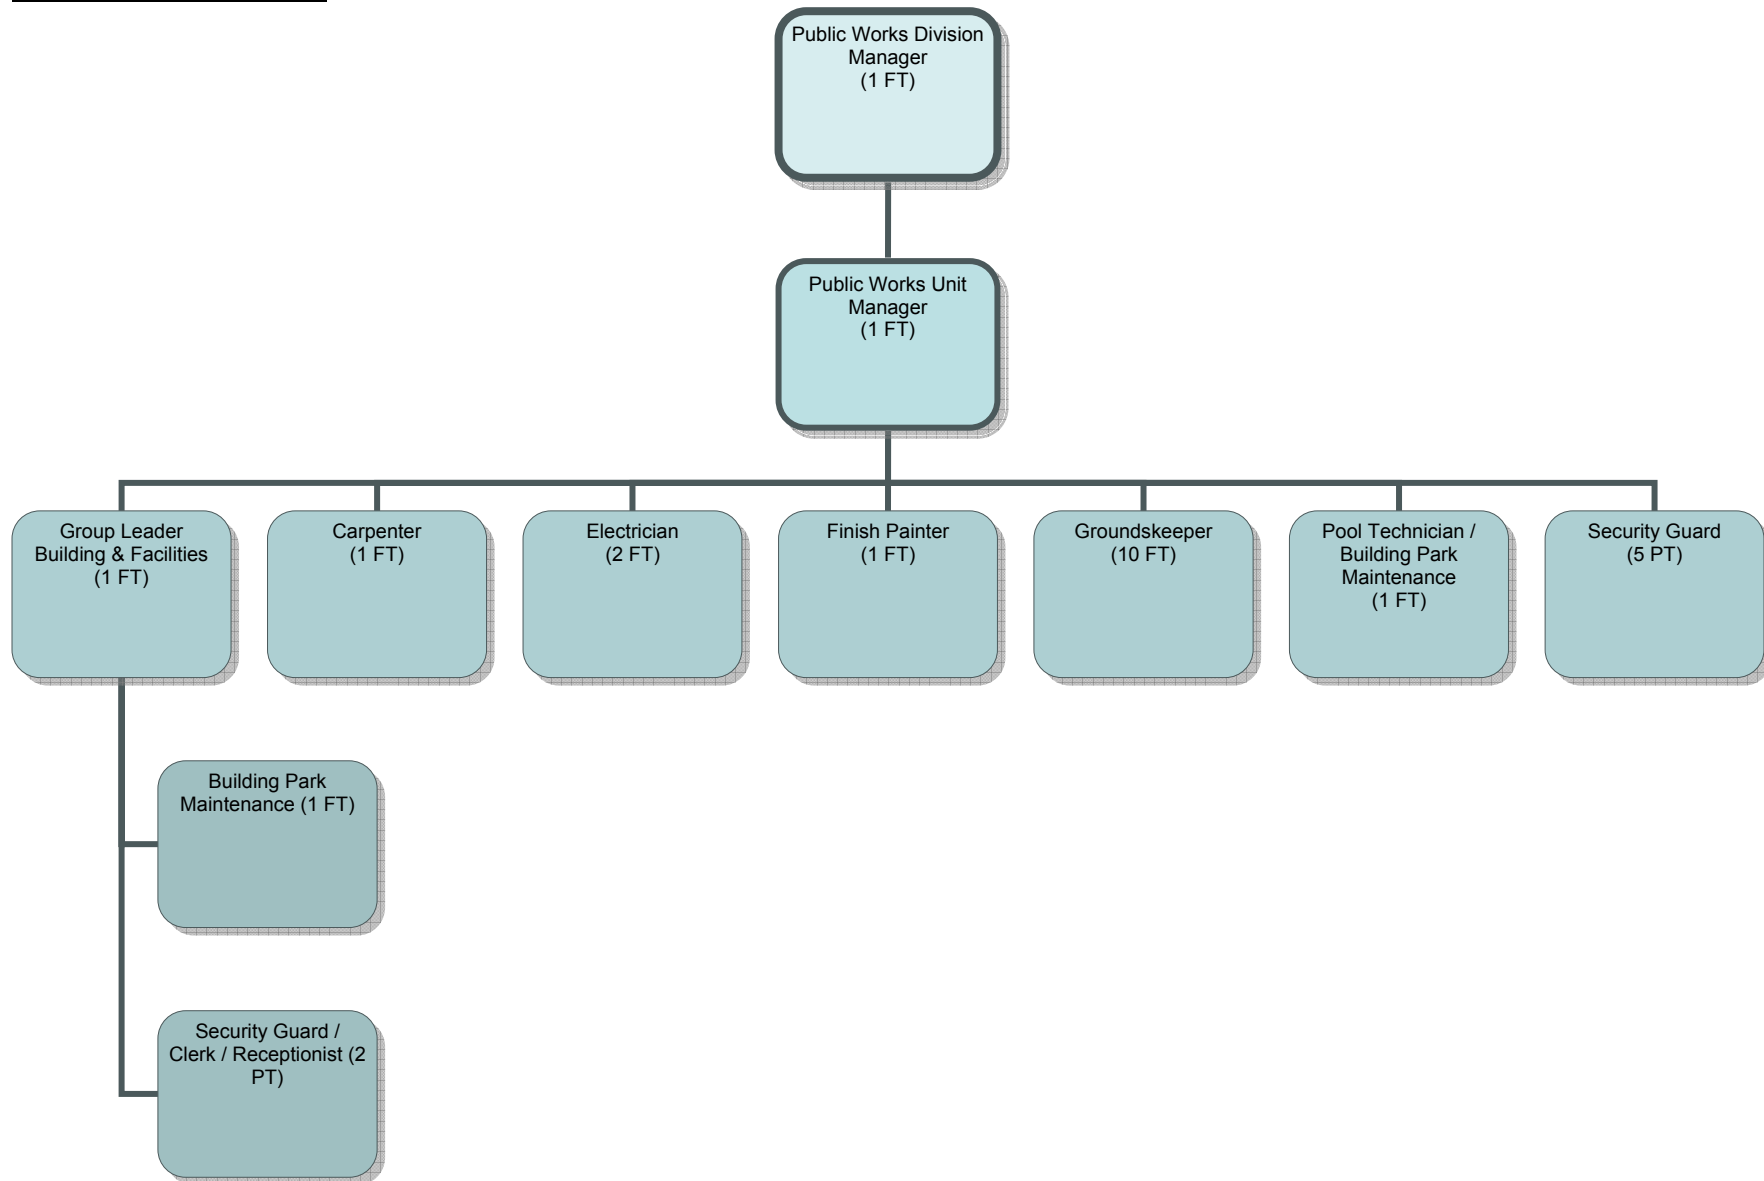 Public Works Division
Manager
(1 FT)
Public Works Unit
Manager
(1 FT)
Group Leader
Building & Facilities
(1 FT)
Carpenter
(1 FT)
Electrician
(2 FT)
Finish Painter
(1 FT)
Groundskeeper
(10 FT)
Pool Technician /
Building Park
Maintenance
(1 FT)
Security Guard
(5 PT)
Building Park
Maintenance (1 FT)
Security Guard /
Clerk / Receptionist (2
PT)